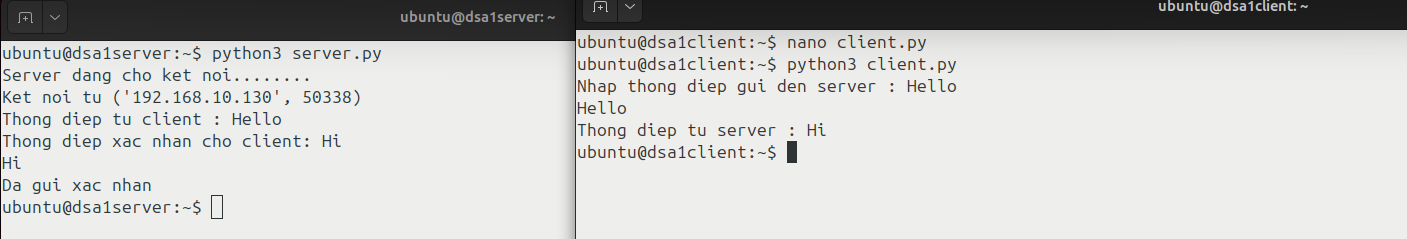 ubuntu@dsa1server: ~
ubuntu@dsa1server:~$ python3 server.py
Server dang cho ket noi........
Ket noi tu ('192.168.10.130', 50338)
Thong diep tu client : Hello
Thong diep xac nhan cho client: Hi
Hi
Da gui xac nhan
ubuntu@dsa1server:~$
ubuntu@dsa1client: ~
ubuntu@dsa1client:~$ nano client.py
ubuntu@dsa1client:~$ python3 client.py
Nhap thong diep gui den server : Hello
Hello
Thong diep tu server : Hi
ubuntu@dsa1client:~$